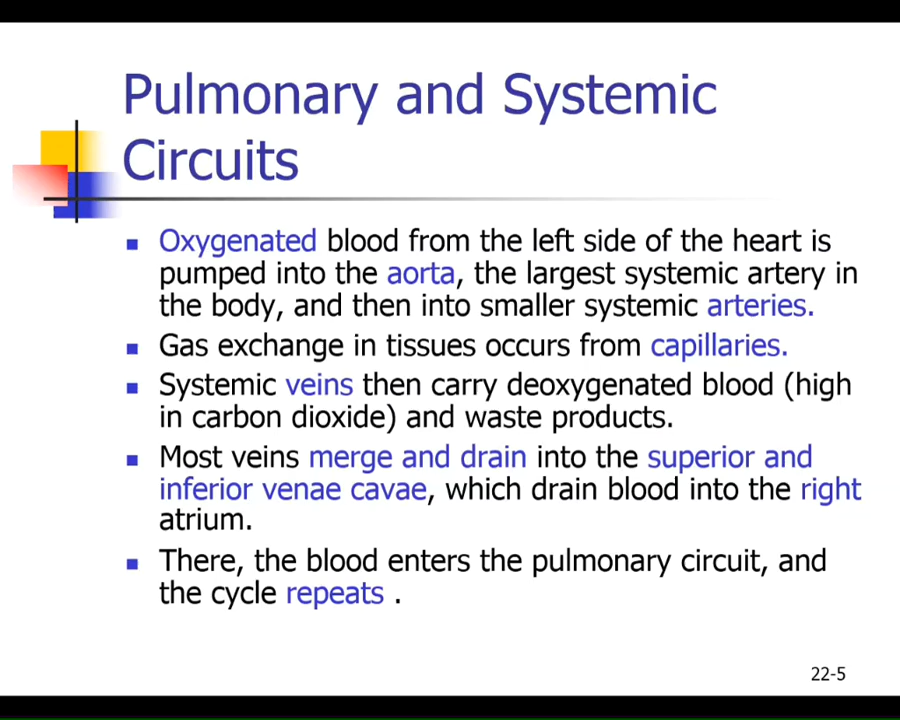 Pulmonary and Systemic
Circuits
Oxygenated blood from the left side of the heart is
pumped into the aorta, the largest systemic artery in
the body, and then into smaller systemic arteries.
Gas exchange in tissues occurs from capillaries.
Systemic veins then carry deoxygenated blood (high
in carbon dioxide) and waste products.
Most veins merge and drain into the superior and
inferior venae cavae, which drain blood into the right
atrium.
There, the blood enters the pulmonary circuit, and
the cycle repeats .
22-5